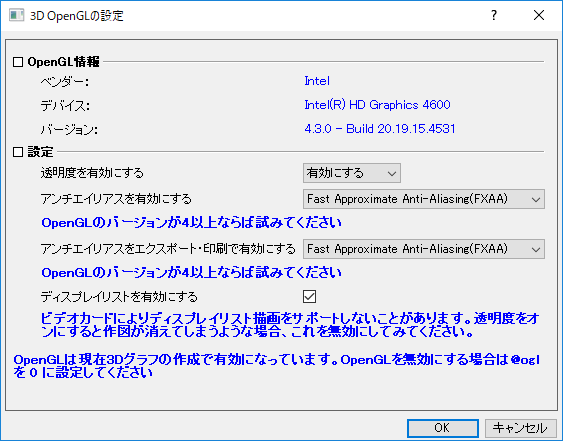 3D OpenGLの設定
OpenGL情報
ベンダー:
Intel
デバイス:
Intel(R) HD Graphics 4600
バージョン:
4.3.0 - Build 20.19.15.4531
設定
透明度を有効にする
有効にする
アンチエイリアスを有効にする
Fast Approximate Anti-Aliasing(FXAA)
OpenGLのバージョンが4以上ならば試みてください
アンチエイリアスをエクスポート・印刷で有効にする
Fast Approximate Anti-Aliasing(FXAA)
OpenGLのバージョンが4以上ならば試みてください
ディスプレイリストを有効にする
ビデオカードによりディスプレイリスト描画をサポートしないことがあります。透明度をオ
ンにすると作図が消えてしまうような場合、これを無効にしてみてください。
OpenGLは現在3Dグラフの作成で有効になっています。OpenGLを無効にする場合は@ogl
を 0 に設定してください
OK
キャンセル